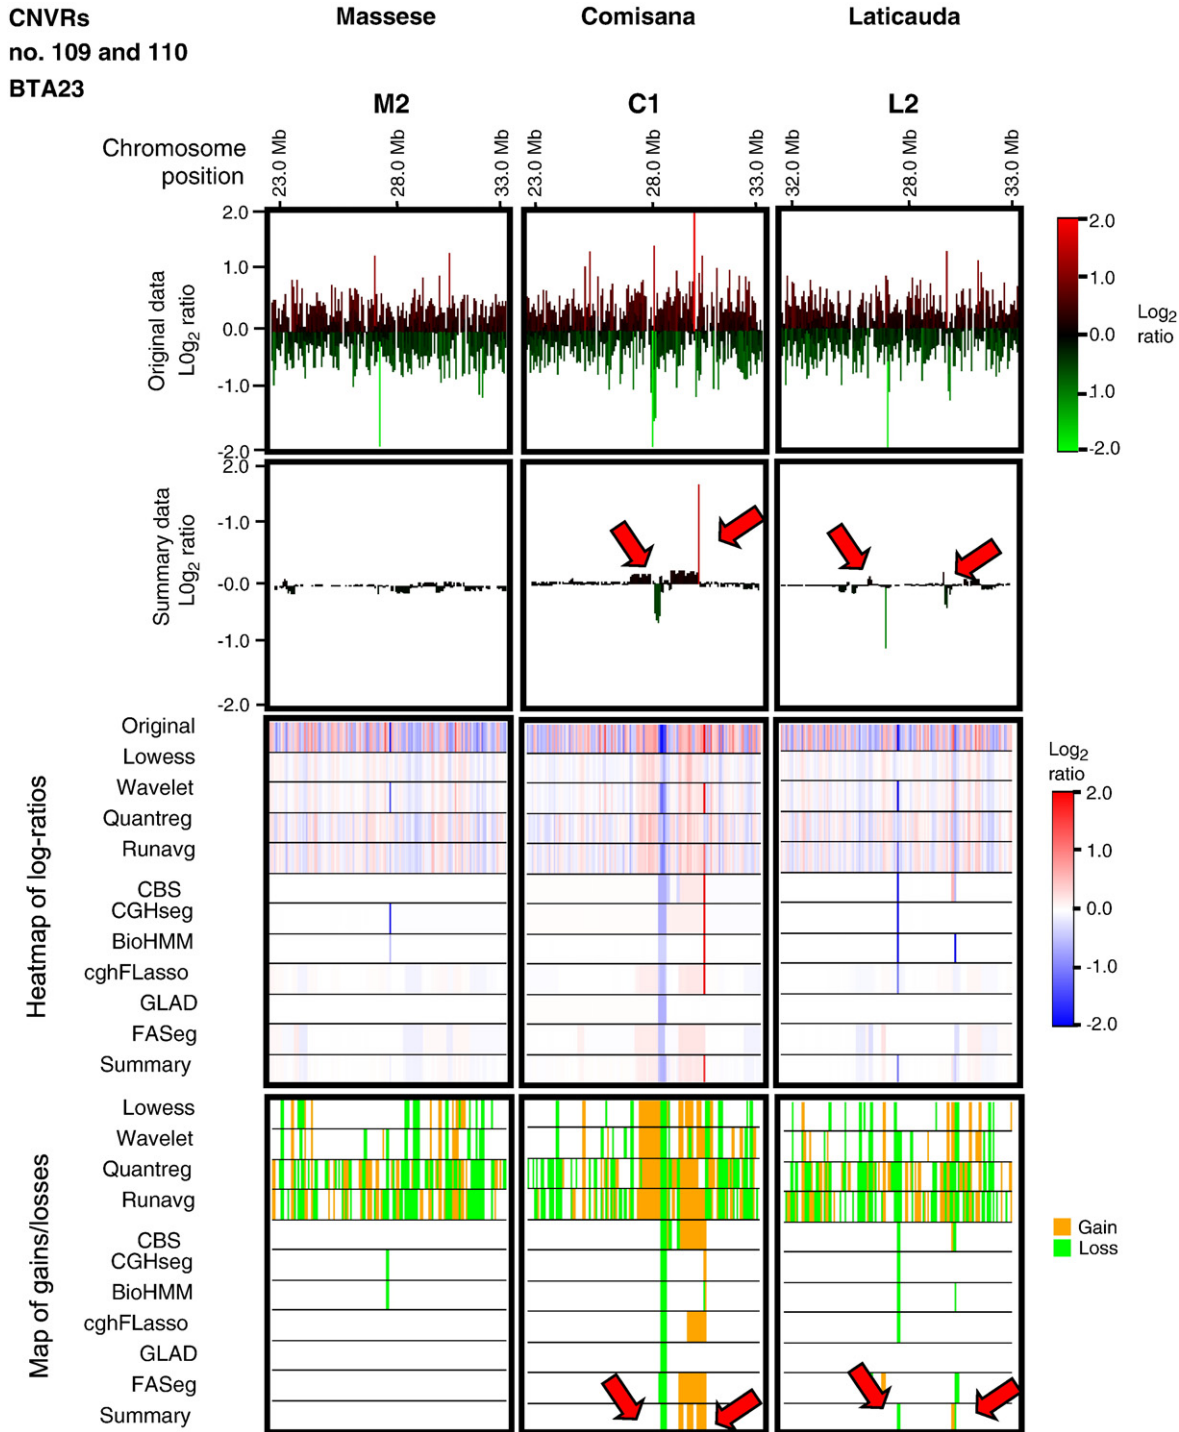 CNVRs
no. 109 and 110
BTA23
Massese
Comisana
Laticauda
M2
C1
L2
Chromosome
position
23.0 Mb
28.0 Mb
33.0 Mb
23.0 Mb
28.0 Mb
33.0 Mb
32.0 Mb
28.0 Mb
33.0 Mb
Original data
L0g2 ratio
2.0
1.0
0.0
-1.0
-2.0
2.0
1.0
0.0
1.0
-2.0
Log2
ratio
Summary data
L0g2 ratio
2.0
-1.0
-0.0
-1.0
-2.0
Heatmap of log-ratios
Original
Lowess
Wavelet
Quantreg
Runavg
CBS
CGHseg
BioHMM
cghFLasso
GLAD
FASeg
Summary
Log2
ratio
2.0
1.0
0.0
-1.0
-2.0
Map of gains/losses
Lowess
Wavelet
Quantreg
Runavg
CBS
CGHseg
BioHMM
cghFLasso
GLAD
FASeg
Summary
Gain
Loss